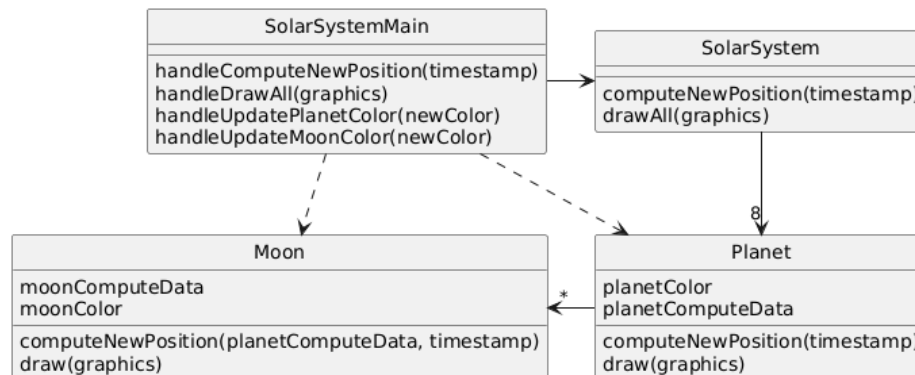 SolarSystemMain
handleComputeNewPosition(timestamp)
handleDrawAll(graphics)
handleUpdatePlanetColor(newColor)
handleUpdateMoonColor(newColor)
SolarSystem
computeNewPosition(timestamp)
drawAll(graphics)
8
Moon
moonComputeData
moonColor
computeNewPosition(planetComputeData, timestamp)
draw(graphics)
*
Planet
planetColor
planetComputeData
computeNewPosition(timestamp)
draw(graphics)